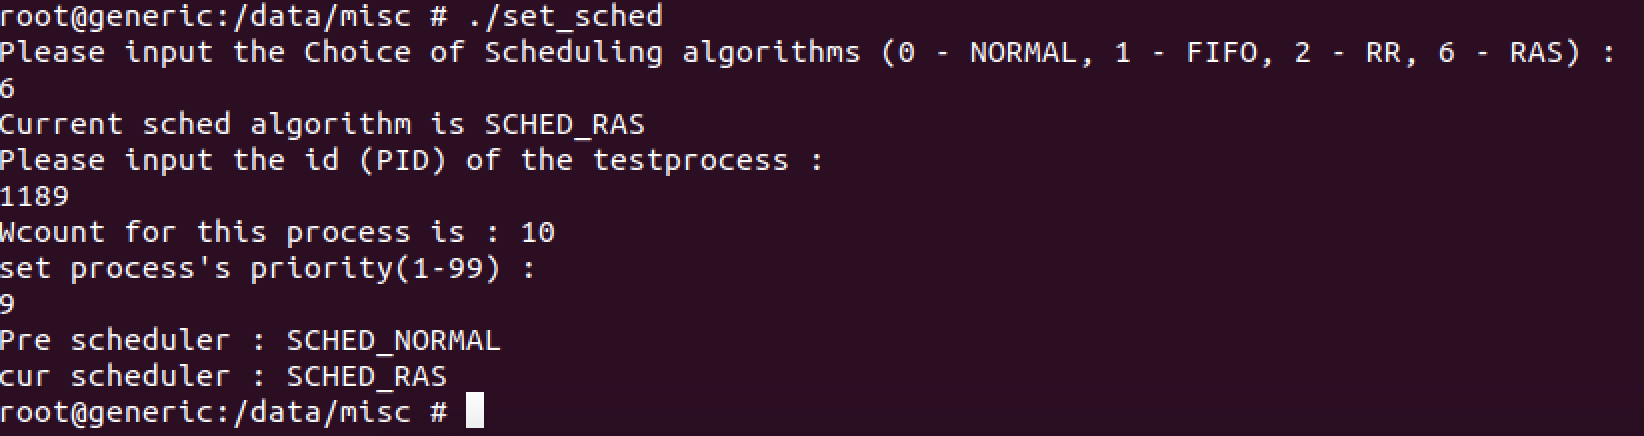 root@generic:/data/misc # ./set_sched
Please input the Choice of Scheduling algorithms (0 - NORMAL, 1 - FIFO, 2 - RR, 6 - RAS) :
6
Current sched algorithm is SCHED_RAS
Please input the id (PID) of the testprocess :
1189
Wcount for this process is : 10
set process's priority(1-99) :
9
Pre scheduler : SCHED_NORMAL
cur scheduler : SCHED_RAS
root@generic:/data/misc #